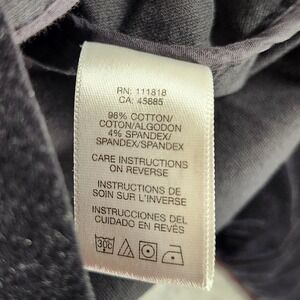 RN: 111818
CA: 45685
96% COTTON/
COTON/ALGODON
4% SPANDEX/
SPANDEX/SPANDEX
CARE INSTRUCTIONS
ON REVERSE
INSTRUCTIONS DE
SOIN SUR L'INVERSE
INSTRUCCIONES DEL
CUIDADO EN REVÉS
30C